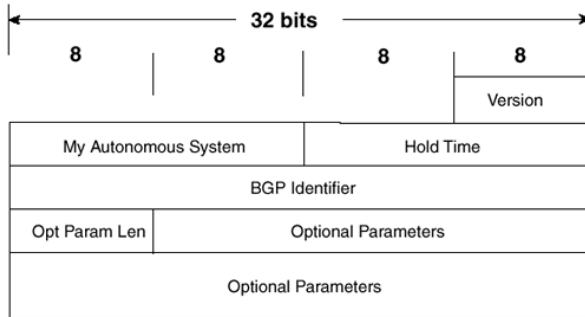 32 bits
8 8 8 8
Version
My Autonomous System Hold Time
BGP Identifier
Opt Param Len Optional Parameters
Optional Parameters